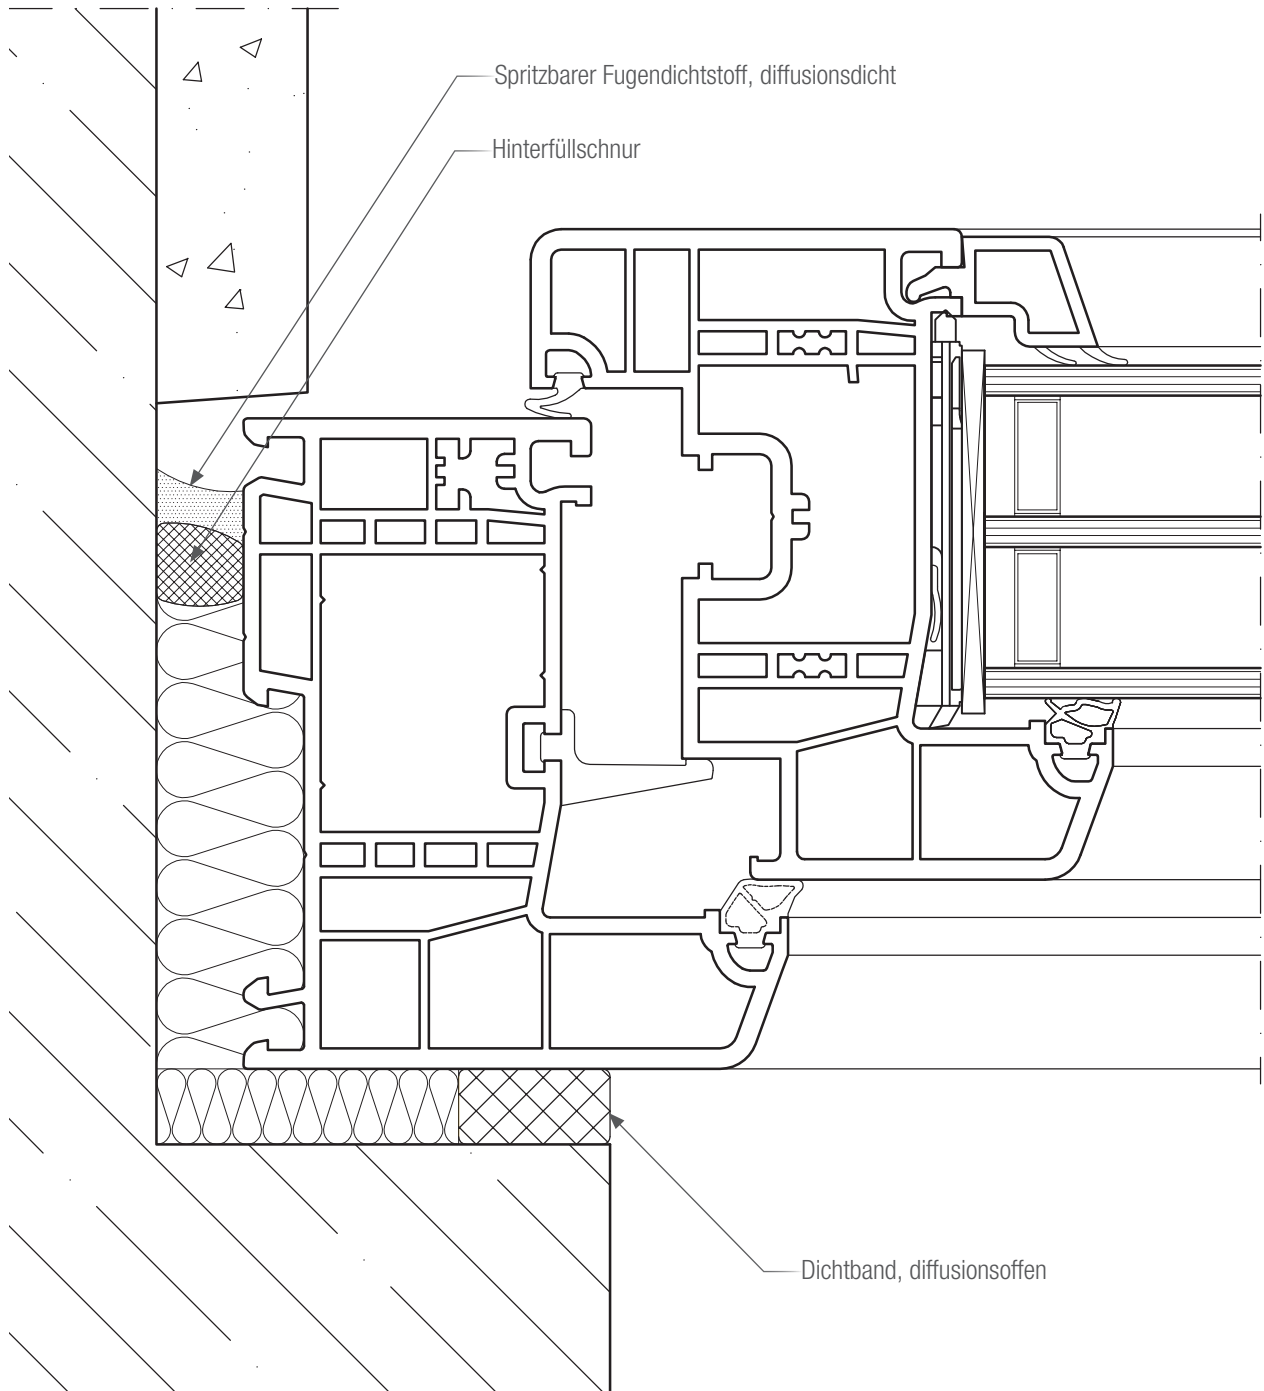 Spritzbarer Fugendichtstoff, diffusionsdicht
Hinterfüllschnur
Dichtband, diffusionsoffen